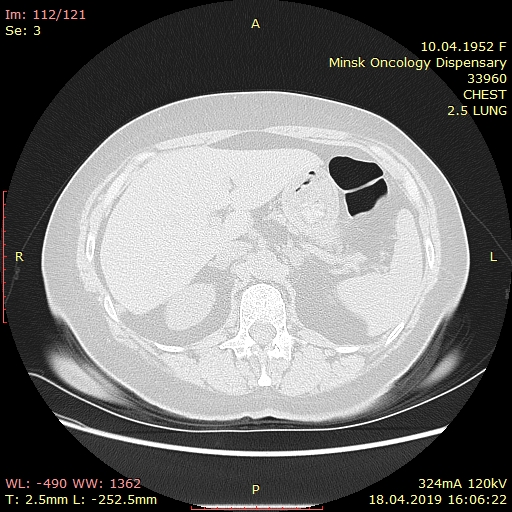 Im: 112/121
Se: 3
A
10.04.1952 F
Minsk Oncology Dispensary
33960
CHEST
2.5 LUNG
R
L
WL: -490 WW: 1362
T: 2.5mm L: -252.5mm
P
324mA 120kV
18.04.2019 16:06:22